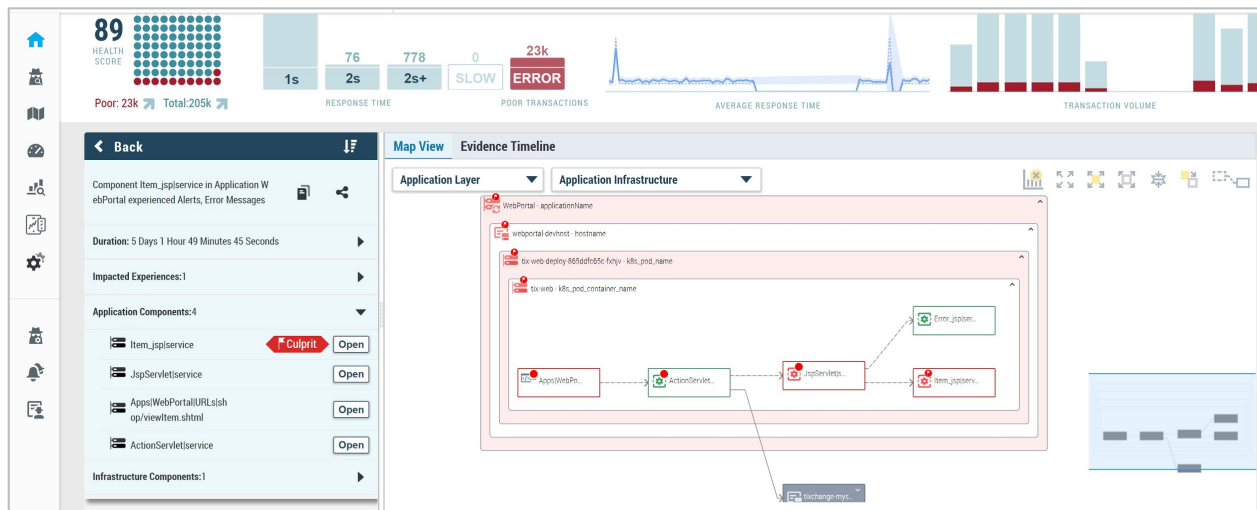 89
HEALTH
SCORE
Poor: 23k
Total:205k
1s
76
2s
778
2s+
0
SLOW
23k
ERROR
RESPONSE TIME
POOR TRANSACTIONS
AVERAGE RESPONSE TIME
TRANSACTION VOLUME
Back
Component Item_jsp|service in Application W
ebPortal experienced Alerts, Error Messages
Duration: 5 Days 1 Hour 49 Minutes 45 Seconds
Impacted Experiences:1
Application Components:4
Item_jsp|service
Culprit
Open
JspServlet|service
Open
Apps|WebPortal|URLs|sh
op/viewItem.shtml
Open
ActionServlet|service
Open
Infrastructure Components:1
Map View
Evidence Timeline
Application Layer
Application Infrastructure
WebPortal - applicationName
webportal-devhost - hostname
tix-web-deploy-865ddfc65c-fxhjv - k8s_pod_name
tix-web - k8s_pod_container_name
Error_jsp|ser...
Apps|WebPo...
ActionServlet...
JspServlet|s...
Item_jsp|serv...
tixchange-mys...